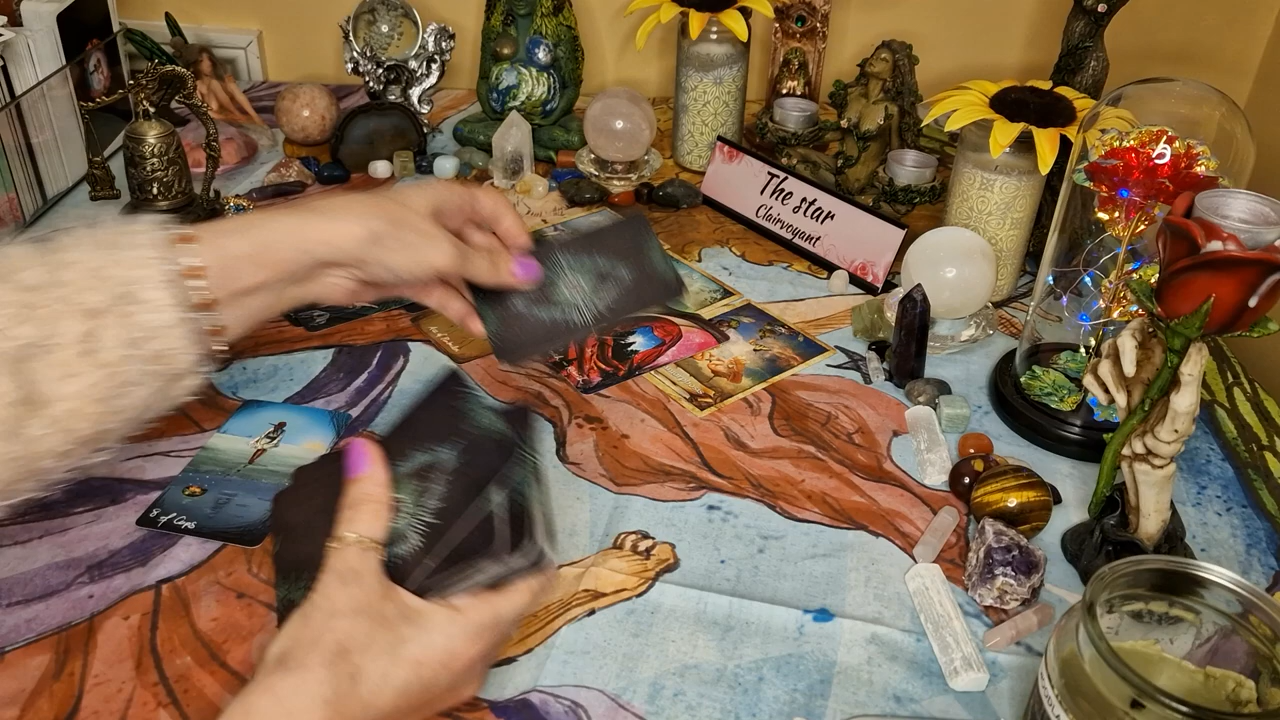 The star
Clairvoyant
8 of Cups